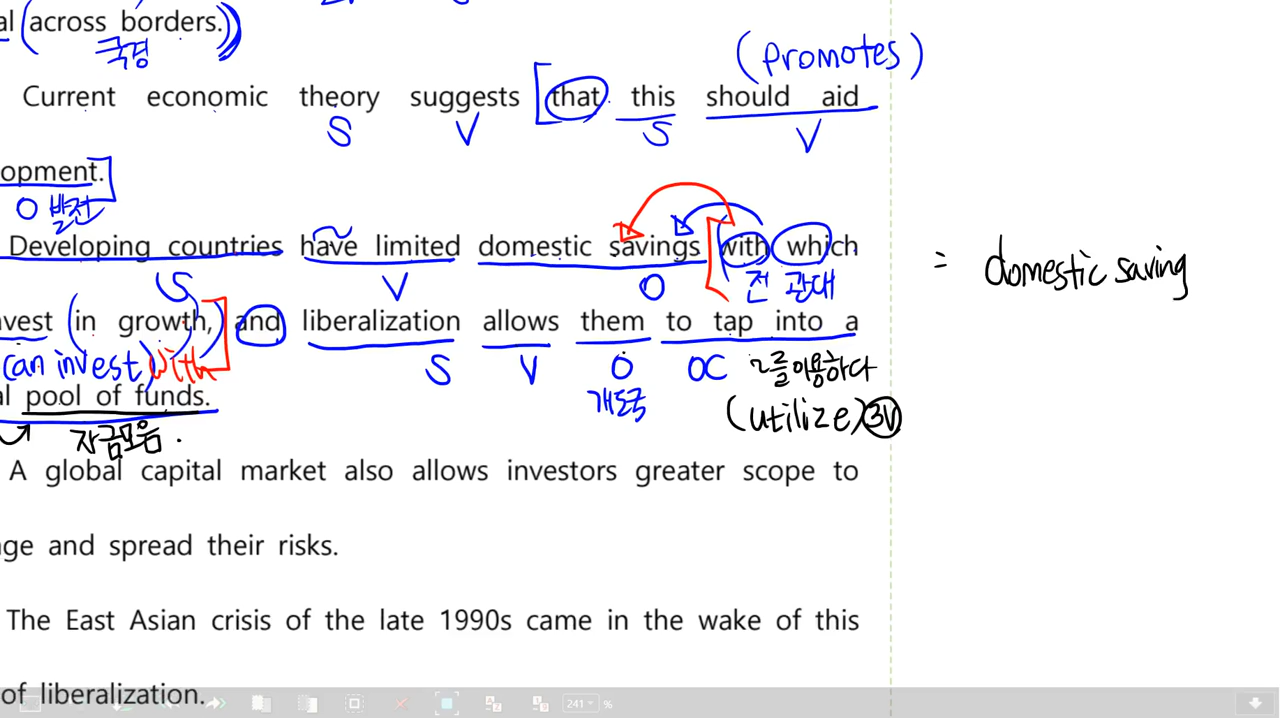 al (across borders.)
국경
(promotes)
Current economic theory suggests [that this should aid
S V S V
opment.]
O 발전
Developing countries have limited domestic savings [with which
= domestic saving
S V O 전 관대
nvest (in growth,)] and liberalization allows them to tap into a
can invest) with S V O OC ~를 이용하다
개도국
al pool of funds.
(utilize) 3V
자금모음.
A global capital market also allows investors greater scope to
ge and spread their risks.
The East Asian crisis of the late 1990s came in the wake of this
of liberalization.
241 %